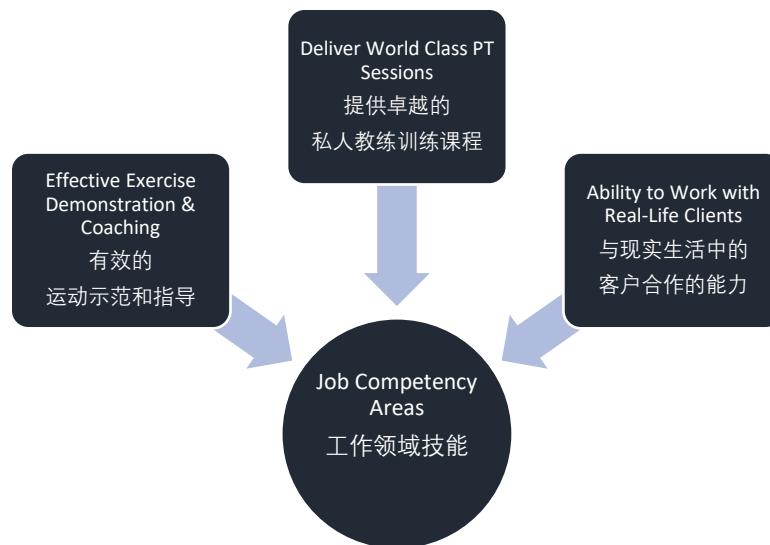 Deliver World Class PT
Sessions
提供卓越的
私人教练训练课程
Effective Exercise
Demonstration &
Coaching
有效的
运动示范和指导
Ability to Work with
Real-Life Clients
与现实生活中的
客户合作的能力
Job Competency
Areas
工作领域技能